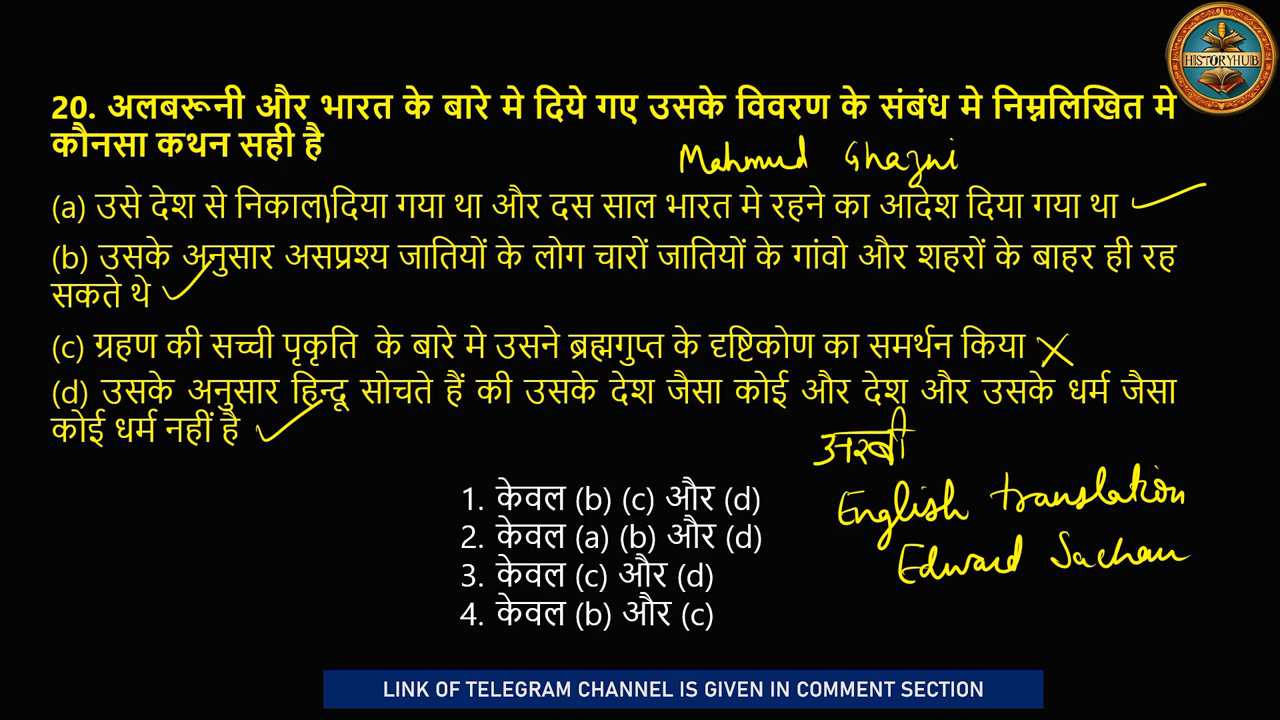 HISTORYHUB
20. अलबरूनी और भारत के बारे मे दिये गए उसके विवरण के संबंध मे निम्नलिखित मे
कौनसा कथन सही है
Mahmud Ghazni
(a) उसे देश से निकाल दिया गया था और दस साल भारत मे रहने का आदेश दिया गया था
(b) उसके अनुसार असप्रश्य जातियों के लोग चारों जातियों के गांवो और शहरों के बाहर ही रह
सकते थे
(c) ग्रहण की सच्ची पृकृति के बारे मे उसने ब्रह्मगुप्त के दृष्टिकोण का समर्थन किया
(d) उसके अनुसार हिन्दू सोचते हैं की उसके देश जैसा कोई और देश और उसके धर्म जैसा
कोई धर्म नहीं है
अरबी
English translation
Edward Sachau
1. केवल (b) (c) और (d)
2. केवल (a) (b) और (d)
3. केवल (c) और (d)
4. केवल (b) और (c)
LINK OF TELEGRAM CHANNEL IS GIVEN IN COMMENT SECTION